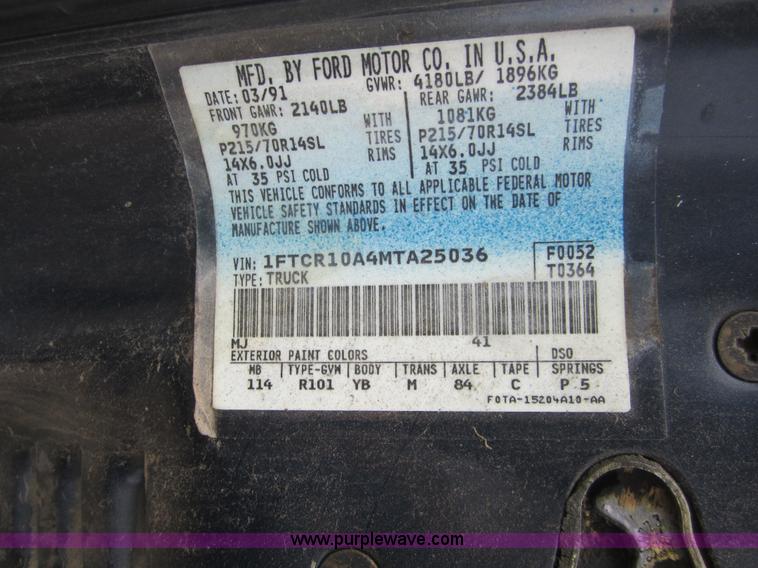 MFD. BY FORD MOTOR CO. IN U.S.A.
DATE: 03/91 GVWR: 4180LB/ 1896KG
FRONT GAWR: 2140LB REAR GAWR: 2384LB
970KG WITH 1081KG WITH
P215/70R14SL TIRES P215/70R14SL TIRES
14X6.0JJ RIMS 14X6.0JJ RIMS
AT 35 PSI COLD AT 35 PSI COLD
THIS VEHICLE CONFORMS TO ALL APPLICABLE FEDERAL MOTOR
VEHICLE SAFETY STANDARDS IN EFFECT ON THE DATE OF
MANUFACTURE SHOWN ABOVE.
VIN: 1FTCR10A4MTA25036 F0052
TYPE: TRUCK T0364
MJ 41
EXTERIOR PAINT COLORS DSO
WB TYPE-GVM BODY TRANS AXLE TAPE SPRINGS
114 R101 YB M 84 C P 5
F0TA-15204A10-AA
www.purplewave.com